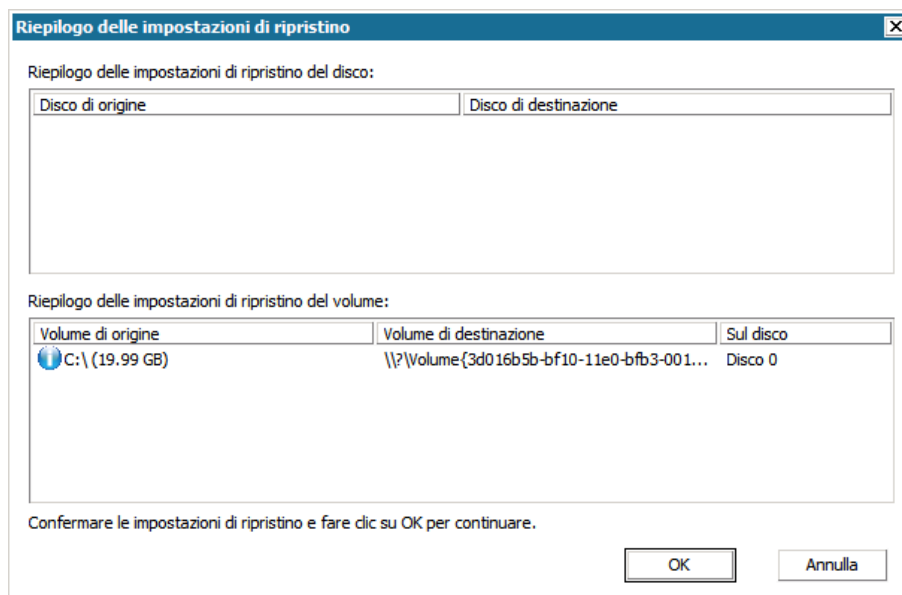 Riepilogo delle impostazioni di ripristino
Riepilogo delle impostazioni di ripristino del disco:
Disco di origine Disco di destinazione
Riepilogo delle impostazioni di ripristino del volume:
Volume di origine Volume di destinazione Sul disco
C:\ (19.99 GB) \\?\Volume{3d016b5b-bf10-11e0-bfb3-001... Disco 0
Confermare le impostazioni di ripristino e fare clic su OK per continuare.
OK Annulla